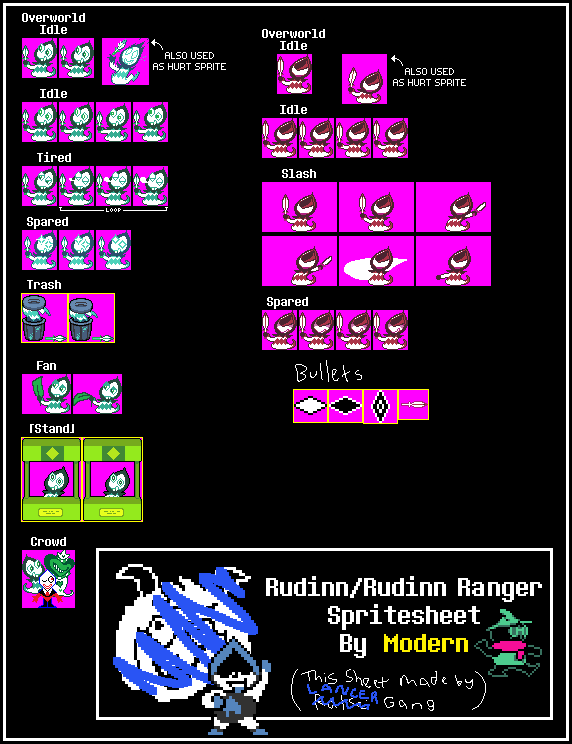 Overworld
Idle
ALSO USED
AS HURT SPRITE
Idle
Tired
LOOP
Spared
Trash
Fan
[Stand]
Crowd
Overworld
Idle
ALSO USED
AS HURT SPRITE
Idle
Slash
Spared
Bullets
Rudinn/Rudinn Ranger
Spritesheet
By Modern
(This Sheet made by
LANCER
Gang)